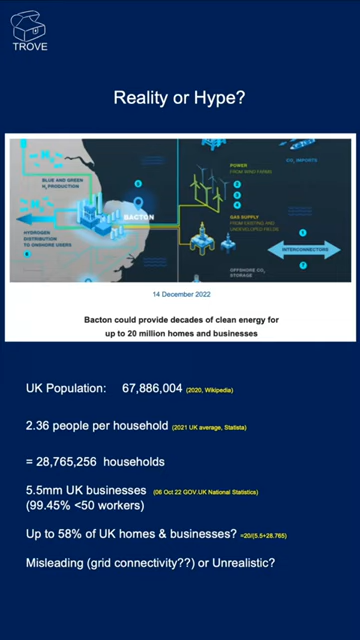 TROVE
Reality or Hype?
BLUE AND GREEN
H₂ PRODUCTION
POWER
FROM WIND FARMS
CO₂ IMPORTS
BACTON
GAS SUPPLY
FROM EXISTING AND
UNDEVELOPED FIELDS
HYDROGEN
DISTRIBUTION
TO ONSHORE USERS
INTERCONNECTORS
OFFSHORE CO₂
STORAGE
14 December 2022
Bacton could provide decades of clean energy for
up to 20 million homes and businesses
UK Population: 67,886,004 (2020, Wikipedia)
2.36 people per household (2021 UK average, Statista)
= 28,765,256 households
5.5mm UK businesses (06 Oct 22 GOV.UK National Statistics)
(99.45% <50 workers)
Up to 58% of UK homes & businesses? =20/(5.5+28.765)
Misleading (grid connectivity??) or Unrealistic?